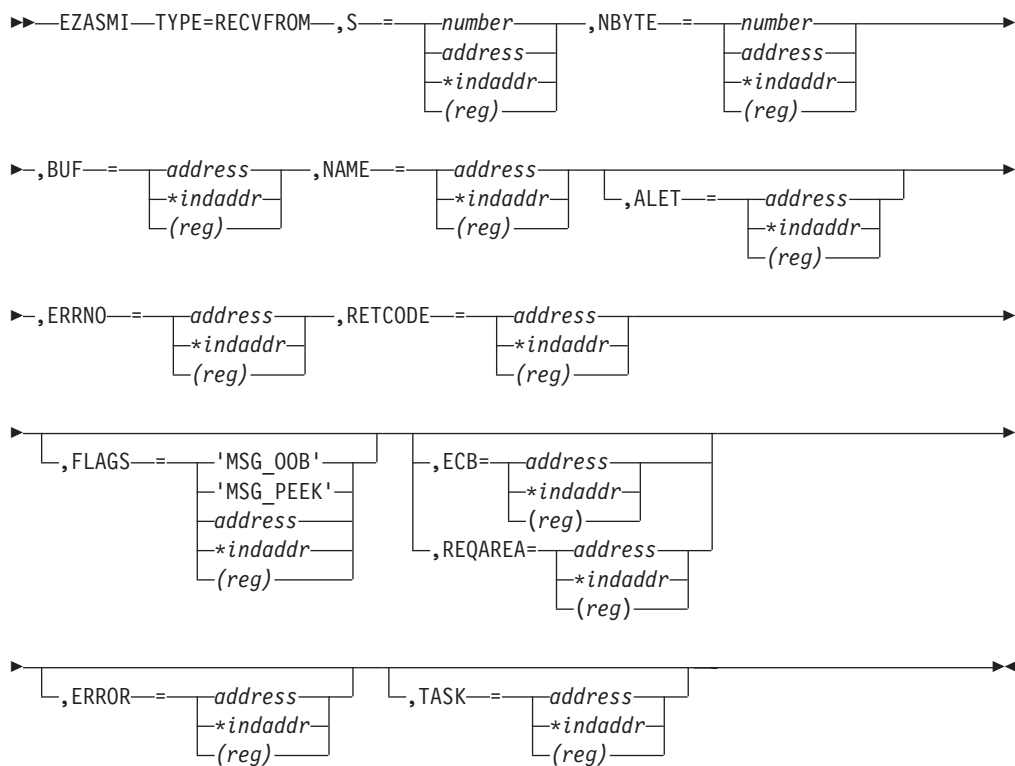 EZASMI TYPE=RECVFROM ,S = number ,NBYTE = number
address address
*indaddr *indaddr
(reg) (reg)
,BUF = address ,NAME = address
*indaddr *indaddr ,ALET = address
(reg) (reg) *indaddr
(reg)
,ERRNO = address ,RETCODE = address
*indaddr *indaddr
(reg) (reg)
,FLAGS = 'MSG_OOB' ,ECB= address
'MSG_PEEK' *indaddr
address (reg)
*indaddr ,REQAREA= address
(reg) *indaddr
(reg)
,ERROR = address ,TASK = address
*indaddr *indaddr
(reg) (reg)